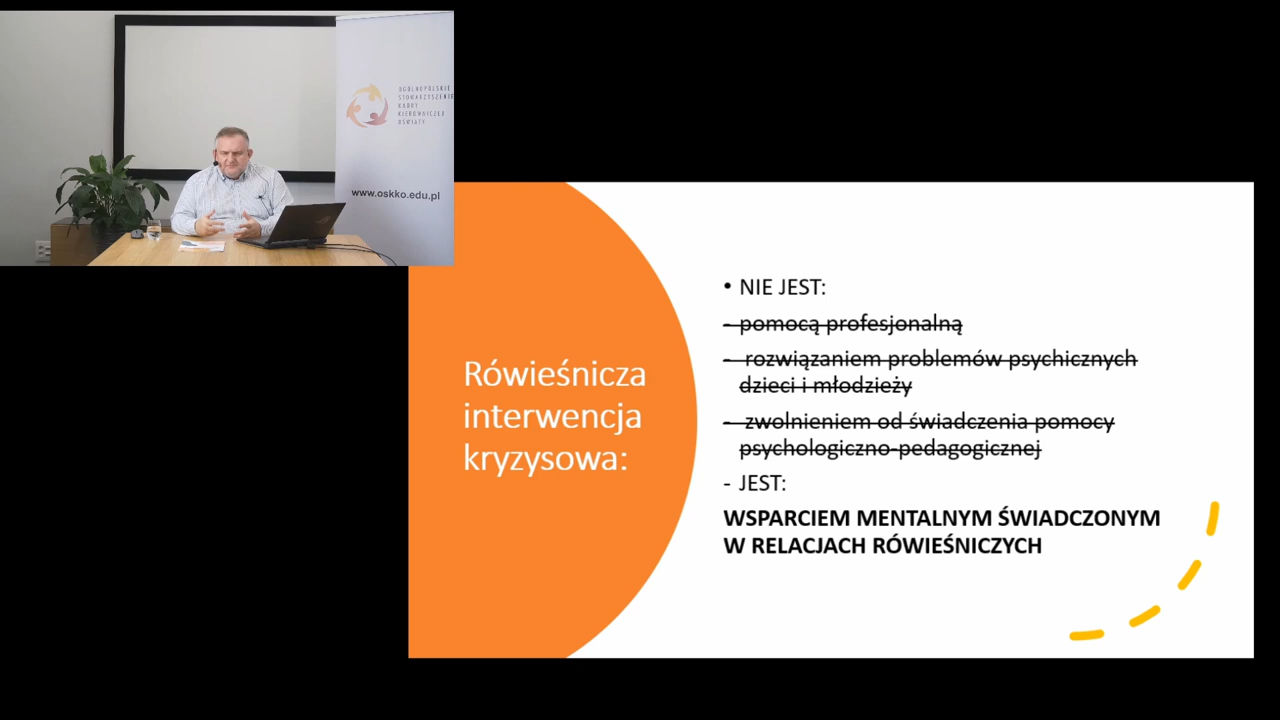 OGÓLNOPOLSKIE
STOWARZYSZENIE
KADRY
KIEROWNICZEJ
OŚWIATY
www.oskko.edu.pl
Rówieśnicza
interwencja
kryzysowa:
• NIE JEST:
- pomocą profesjonalną
- rozwiązaniem problemów psychicznych
dzieci i młodzieży
- zwolnieniem od świadczenia pomocy
psychologiczno-pedagogicznej
- JEST:
WSPARCIEM MENTALNYM ŚWIADCZONYM
W RELACJACH RÓWIEŚNICZYCH